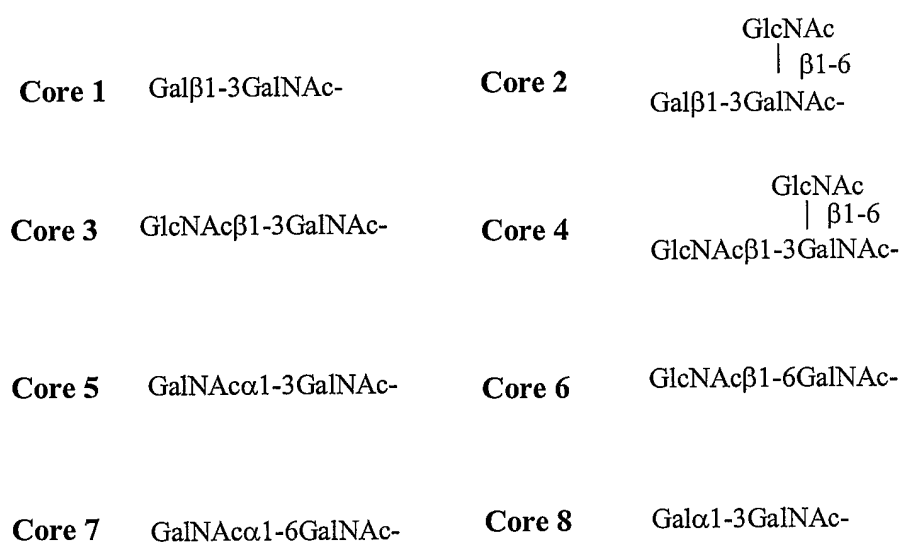 GlcNAc
| β1-6
Core 1 Galβ1-3GalNAc-
Core 2 Galβ1-3GalNAc-
GlcNAc
| β1-6
Core 3 GlcNAcβ1-3GalNAc-
Core 4 GlcNAcβ1-3GalNAc-
Core 5 GalNAcα1-3GalNAc-
Core 6 GlcNAcβ1-6GalNAc-
Core 7 GalNAcα1-6GalNAc-
Core 8 Galα1-3GalNAc-